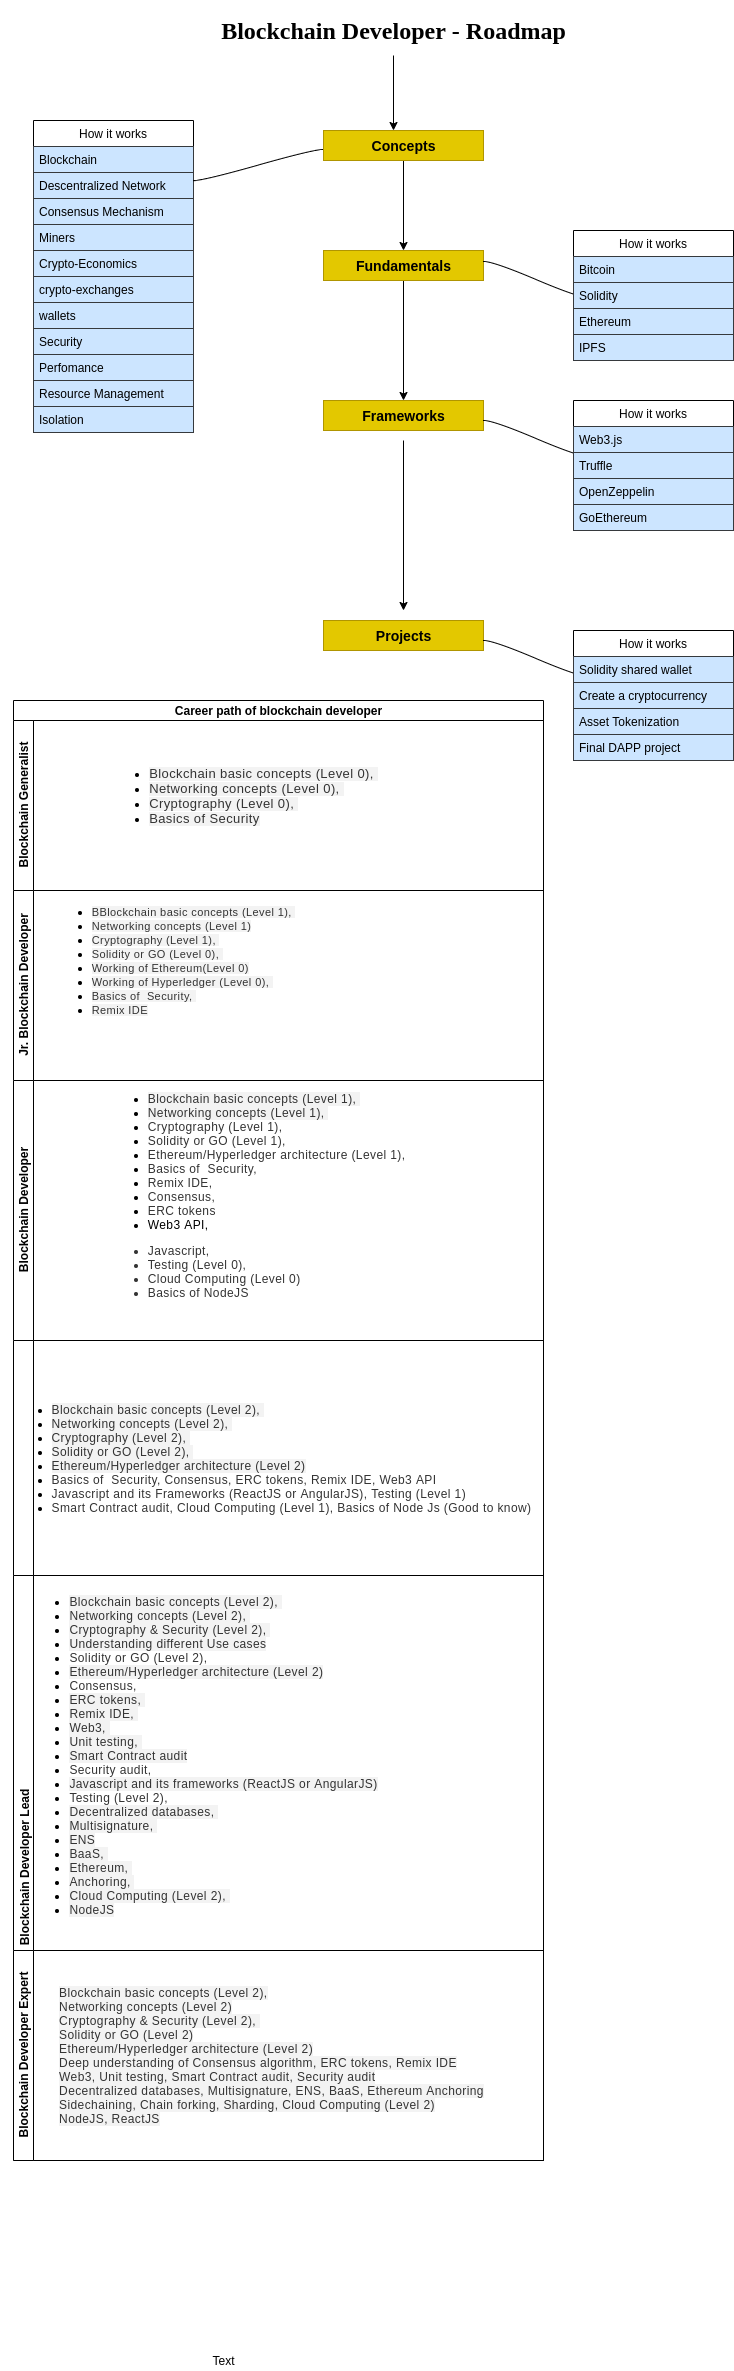 Blockchain Developer - Roadmap
Concepts
How it works
Blockchain
Descentralized Network
Consensus Mechanism
Miners
Crypto-Economics
crypto-exchanges
wallets
Security
Perfomance
Resource Management
Isolation
Fundamentals
How it works
Bitcoin
Solidity
Ethereum
IPFS
Frameworks
How it works
Web3.js
Truffle
OpenZeppelin
GoEthereum
Projects
How it works
Solidity shared wallet
Create a cryptocurrency
Asset Tokenization
Final DAPP project
Career path of blockchain developer
Blockchain Generalist
Blockchain basic concepts (Level 0),
Networking concepts (Level 0),
Cryptography (Level 0),
Basics of Security
Jr. Blockchain Developer
BBlockchain basic concepts (Level 1),
Networking concepts (Level 1)
Cryptography (Level 1),
Solidity or GO (Level 0),
Working of Ethereum(Level 0)
Working of Hyperledger (Level 0),
Basics of  Security,
Remix IDE
Blockchain Developer
Blockchain basic concepts (Level 1),
Networking concepts (Level 1),
Cryptography (Level 1),
Solidity or GO (Level 1),
Ethereum/Hyperledger architecture (Level 1),
Basics of  Security,
Remix IDE,
Consensus,
ERC tokens
Web3 API,
Javascript,
Testing (Level 0),
Cloud Computing (Level 0)
Basics of NodeJS
Blockchain basic concepts (Level 2),
Networking concepts (Level 2),
Cryptography (Level 2),
Solidity or GO (Level 2),
Ethereum/Hyperledger architecture (Level 2)
Basics of  Security, Consensus, ERC tokens, Remix IDE, Web3 API
Javascript and its Frameworks (ReactJS or AngularJS), Testing (Level 1)
Smart Contract audit, Cloud Computing (Level 1), Basics of Node Js (Good to know)
Blockchain Developer Lead
Blockchain basic concepts (Level 2),
Networking concepts (Level 2),
Cryptography & Security (Level 2),
Understanding different Use cases
Solidity or GO (Level 2),
Ethereum/Hyperledger architecture (Level 2)
Consensus,
ERC tokens,
Remix IDE,
Web3,
Unit testing,
Smart Contract audit
Security audit,
Javascript and its frameworks (ReactJS or AngularJS)
Testing (Level 2),
Decentralized databases,
Multisignature,
ENS
BaaS,
Ethereum,
Anchoring,
Cloud Computing (Level 2),
NodeJS
Blockchain Developer Expert
Blockchain basic concepts (Level 2),
Networking concepts (Level 2)
Cryptography & Security (Level 2),
Solidity or GO (Level 2)
Ethereum/Hyperledger architecture (Level 2)
Deep understanding of Consensus algorithm, ERC tokens, Remix IDE
Web3, Unit testing, Smart Contract audit, Security audit
Decentralized databases, Multisignature, ENS, BaaS, Ethereum Anchoring
Sidechaining, Chain forking, Sharding, Cloud Computing (Level 2)
NodeJS, ReactJS
Text